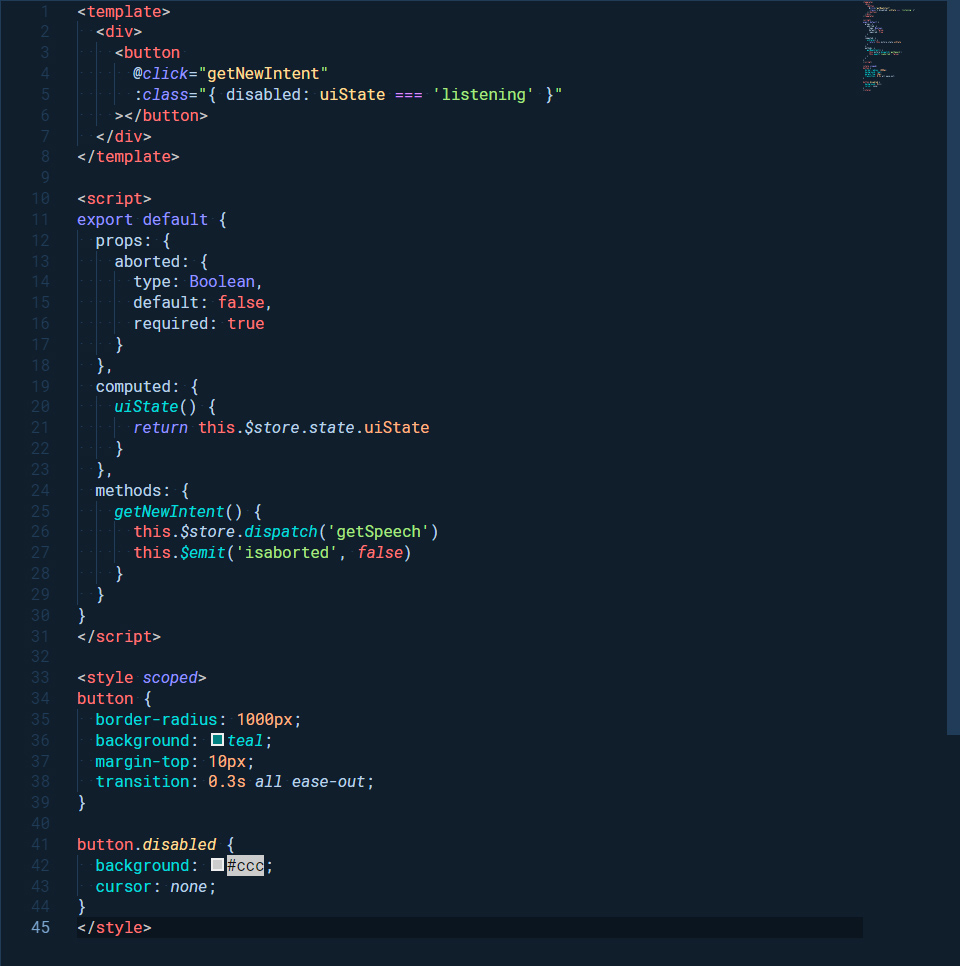 1 <template>
2   <div>
3     <button
4       @click="getNewIntent"
5       :class="{ disabled: uiState === 'listening' }"
6     ></button>
7   </div>
8 </template>
9
10 <script>
11 export default {
12   props: {
13     aborted: {
14       type: Boolean,
15       default: false,
16       required: true
17     }
18   },
19   computed: {
20     uiState() {
21       return this.$store.state.uiState
22     }
23   },
24   methods: {
25     getNewIntent() {
26       this.$store.dispatch('getSpeech')
27       this.$emit('isaborted', false)
28     }
29   }
30 }
31 </script>
32
33 <style scoped>
34 button {
35   border-radius: 1000px;
36   background: teal;
37   margin-top: 10px;
38   transition: 0.3s all ease-out;
39 }
40
41 button.disabled {
42   background: #ccc;
43   cursor: none;
44 }
45 </style>